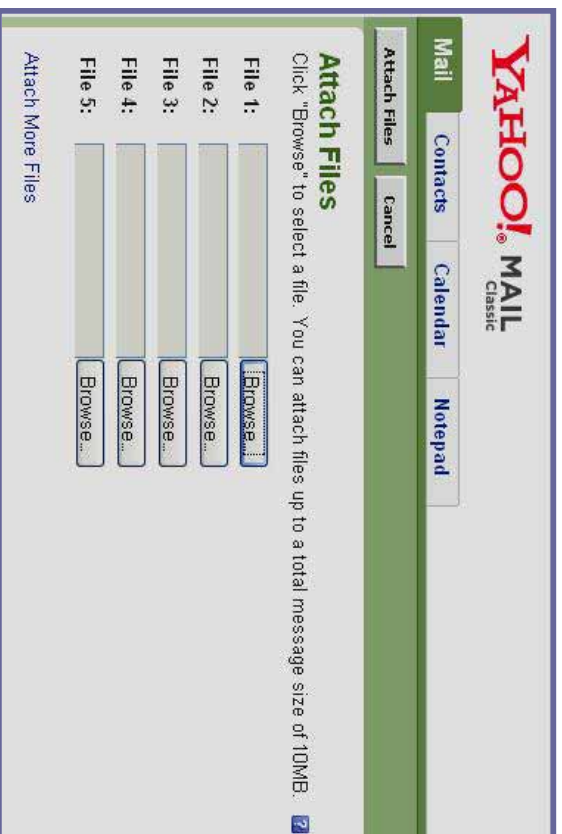 YAHOO!® MAIL
Classic
Mail Contacts Calendar Notepad
Attach Files Cancel
Attach Files
Click "Browse" to select a file. You can attach files up to a total message size of 10MB. ?
File 1: Browse...
File 2: Browse...
File 3: Browse...
File 4: Browse...
File 5: Browse...
Attach More Files